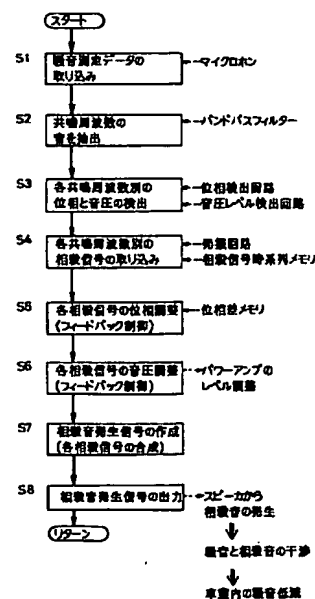 スタート
S1
騒音測定データの
取り込み
マイクロホン
S2
共鳴周波数の
音を抽出
バンドパスフィルター
S3
各共鳴周波数別の
位相と音圧の検出
位相検出回路
音圧レベル検出回路
S4
各共鳴周波数別の
相殺信号の取り込み
発振回路
相殺信号時系列メモリ
S5
各相殺信号の位相調整
(フィードバック制御)
位相差メモリ
S6
各相殺信号の音圧調整
(フィードバック制御)
パワーアンプの
レベル調整
S7
相殺音発生信号の作成
(各相殺信号の合成)
S8
相殺音発生信号の出力
スピーカから
相殺音の発生
リターン
騒音と相殺音の干渉
車室内の騒音低減